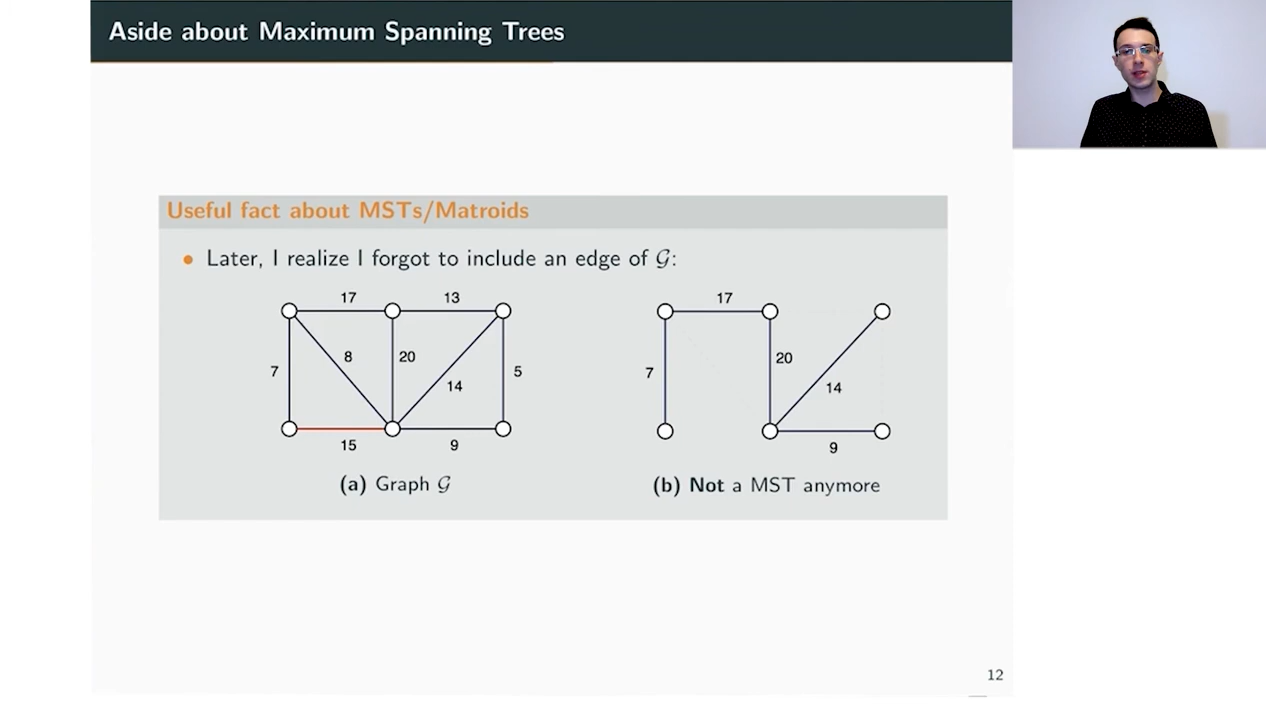 Aside about Maximum Spanning Trees
Useful fact about MSTs/Matroids
• Later, I realize I forgot to include an edge of 𝒢:
17 13
7 8 20 14 5
15 9
(a) Graph 𝒢
17
7 20 14
9
(b) Not a MST anymore
12